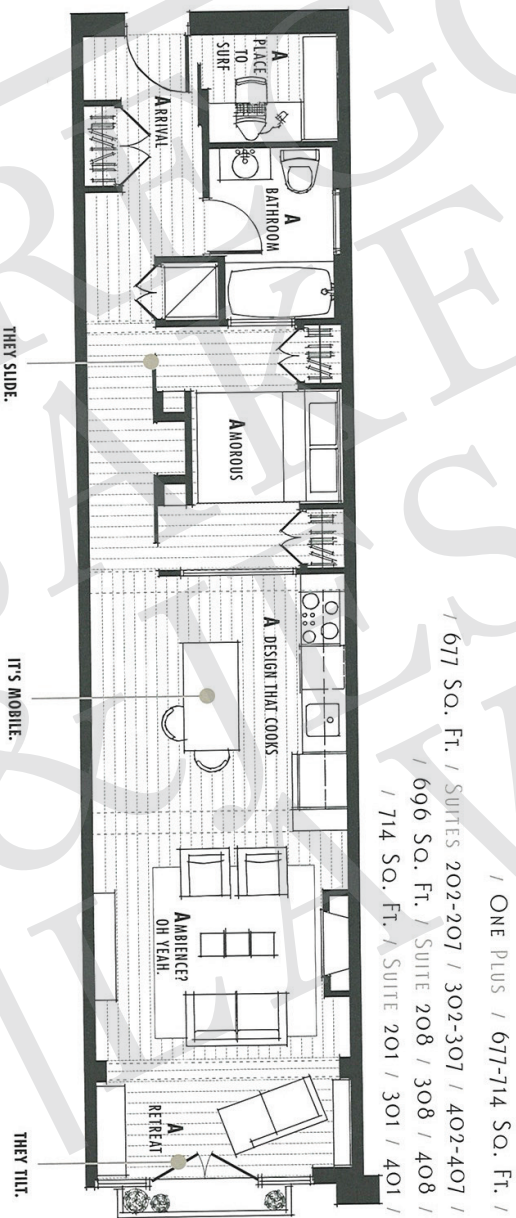 / ONE PLUS / 677-714 SQ. FT. /
/ 677 SQ. FT. / SUITES 202-207 / 302-307 / 402-407 /
/ 696 SQ. FT. / SUITE 208 / 308 / 408 /
/ 714 SQ. FT. / SUITE 201 / 301 / 401 /
A
PLACE
TO
SURF
ARRIVAL
A
BATHROOM
AMOROUS
A DESIGN THAT COOKS
AMBIENCE?
OH YEAH.
A
RETREAT
THEY SLIDE.
IT'S MOBILE.
THEY TILT.